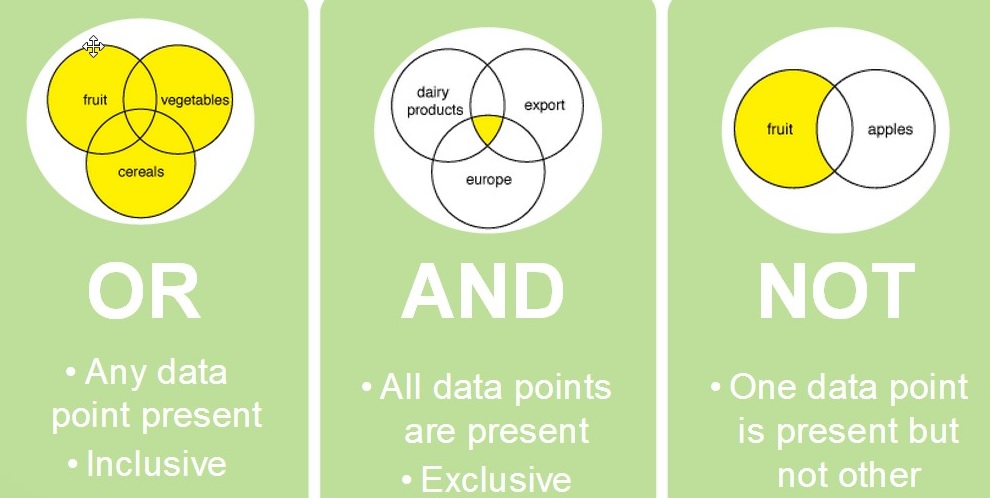 fruit
vegetables
cereals
OR
• Any data
point present
• Inclusive
dairy
products
export
europe
AND
• All data points
are present
• Exclusive
fruit
apples
NOT
• One data point
is present but
not other